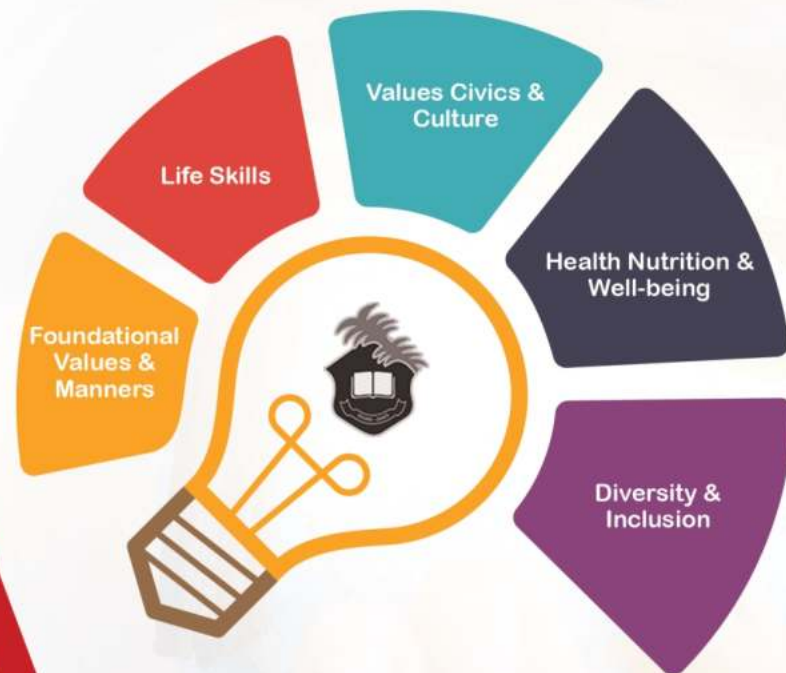 Foundational
Values &
Manners
Life Skills
Values Civics &
Culture
Health Nutrition &
Well-being
Diversity &
Inclusion